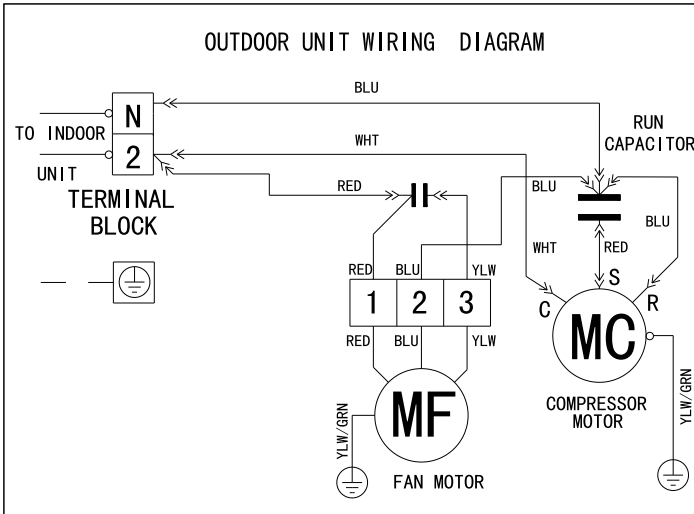 OUTDOOR UNIT WIRING DIAGRAM
BLU
N
TO INDOOR
2
WHT
RUN
CAPACITOR
UNIT
TERMINAL
BLOCK
RED
BLU
BLU
WHT
RED
RED
BLU
YLW
S
C
R
1
2
3
RED
BLU
YLW
MC
MF
COMPRESSOR
MOTOR
YLW/GRN
YLW/GRN
FAN MOTOR